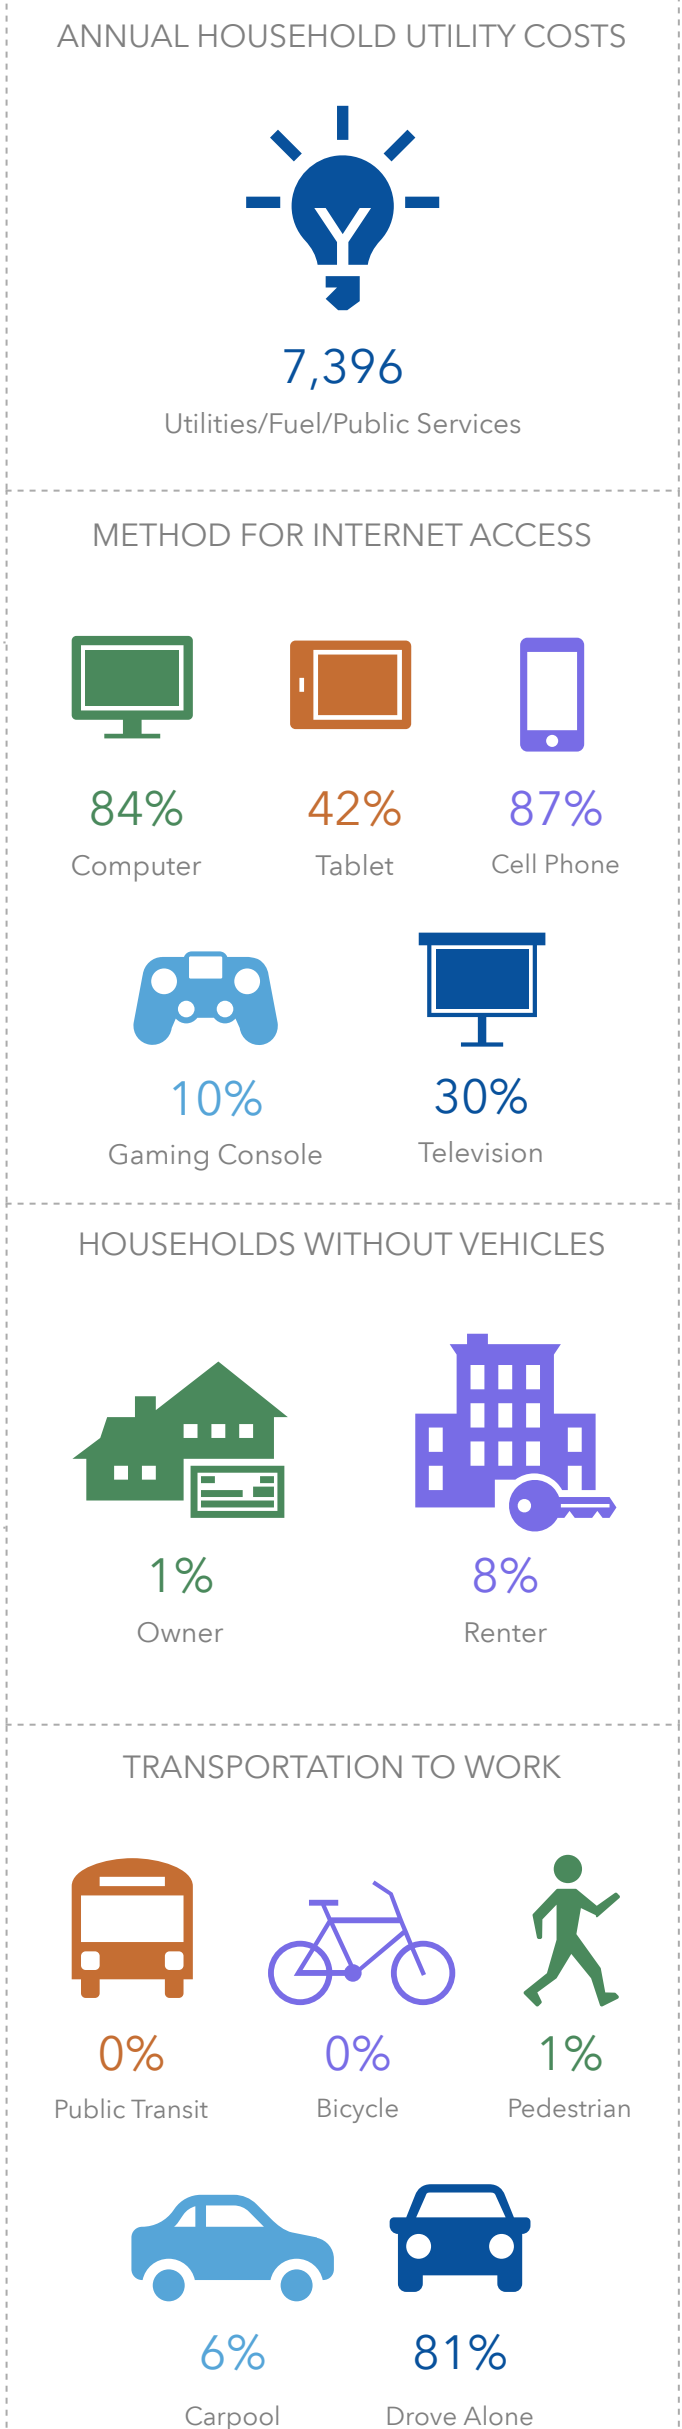 ANNUAL HOUSEHOLD UTILITY COSTS
7,396
Utilities/Fuel/Public Services
METHOD FOR INTERNET ACCESS
84% 42% 87%
Computer Tablet Cell Phone
10% 30%
Gaming Console Television
HOUSEHOLDS WITHOUT VEHICLES
1% 8%
Owner Renter
TRANSPORTATION TO WORK
0% 0% 1%
Public Transit Bicycle Pedestrian
6% 81%
Carpool Drove Alone